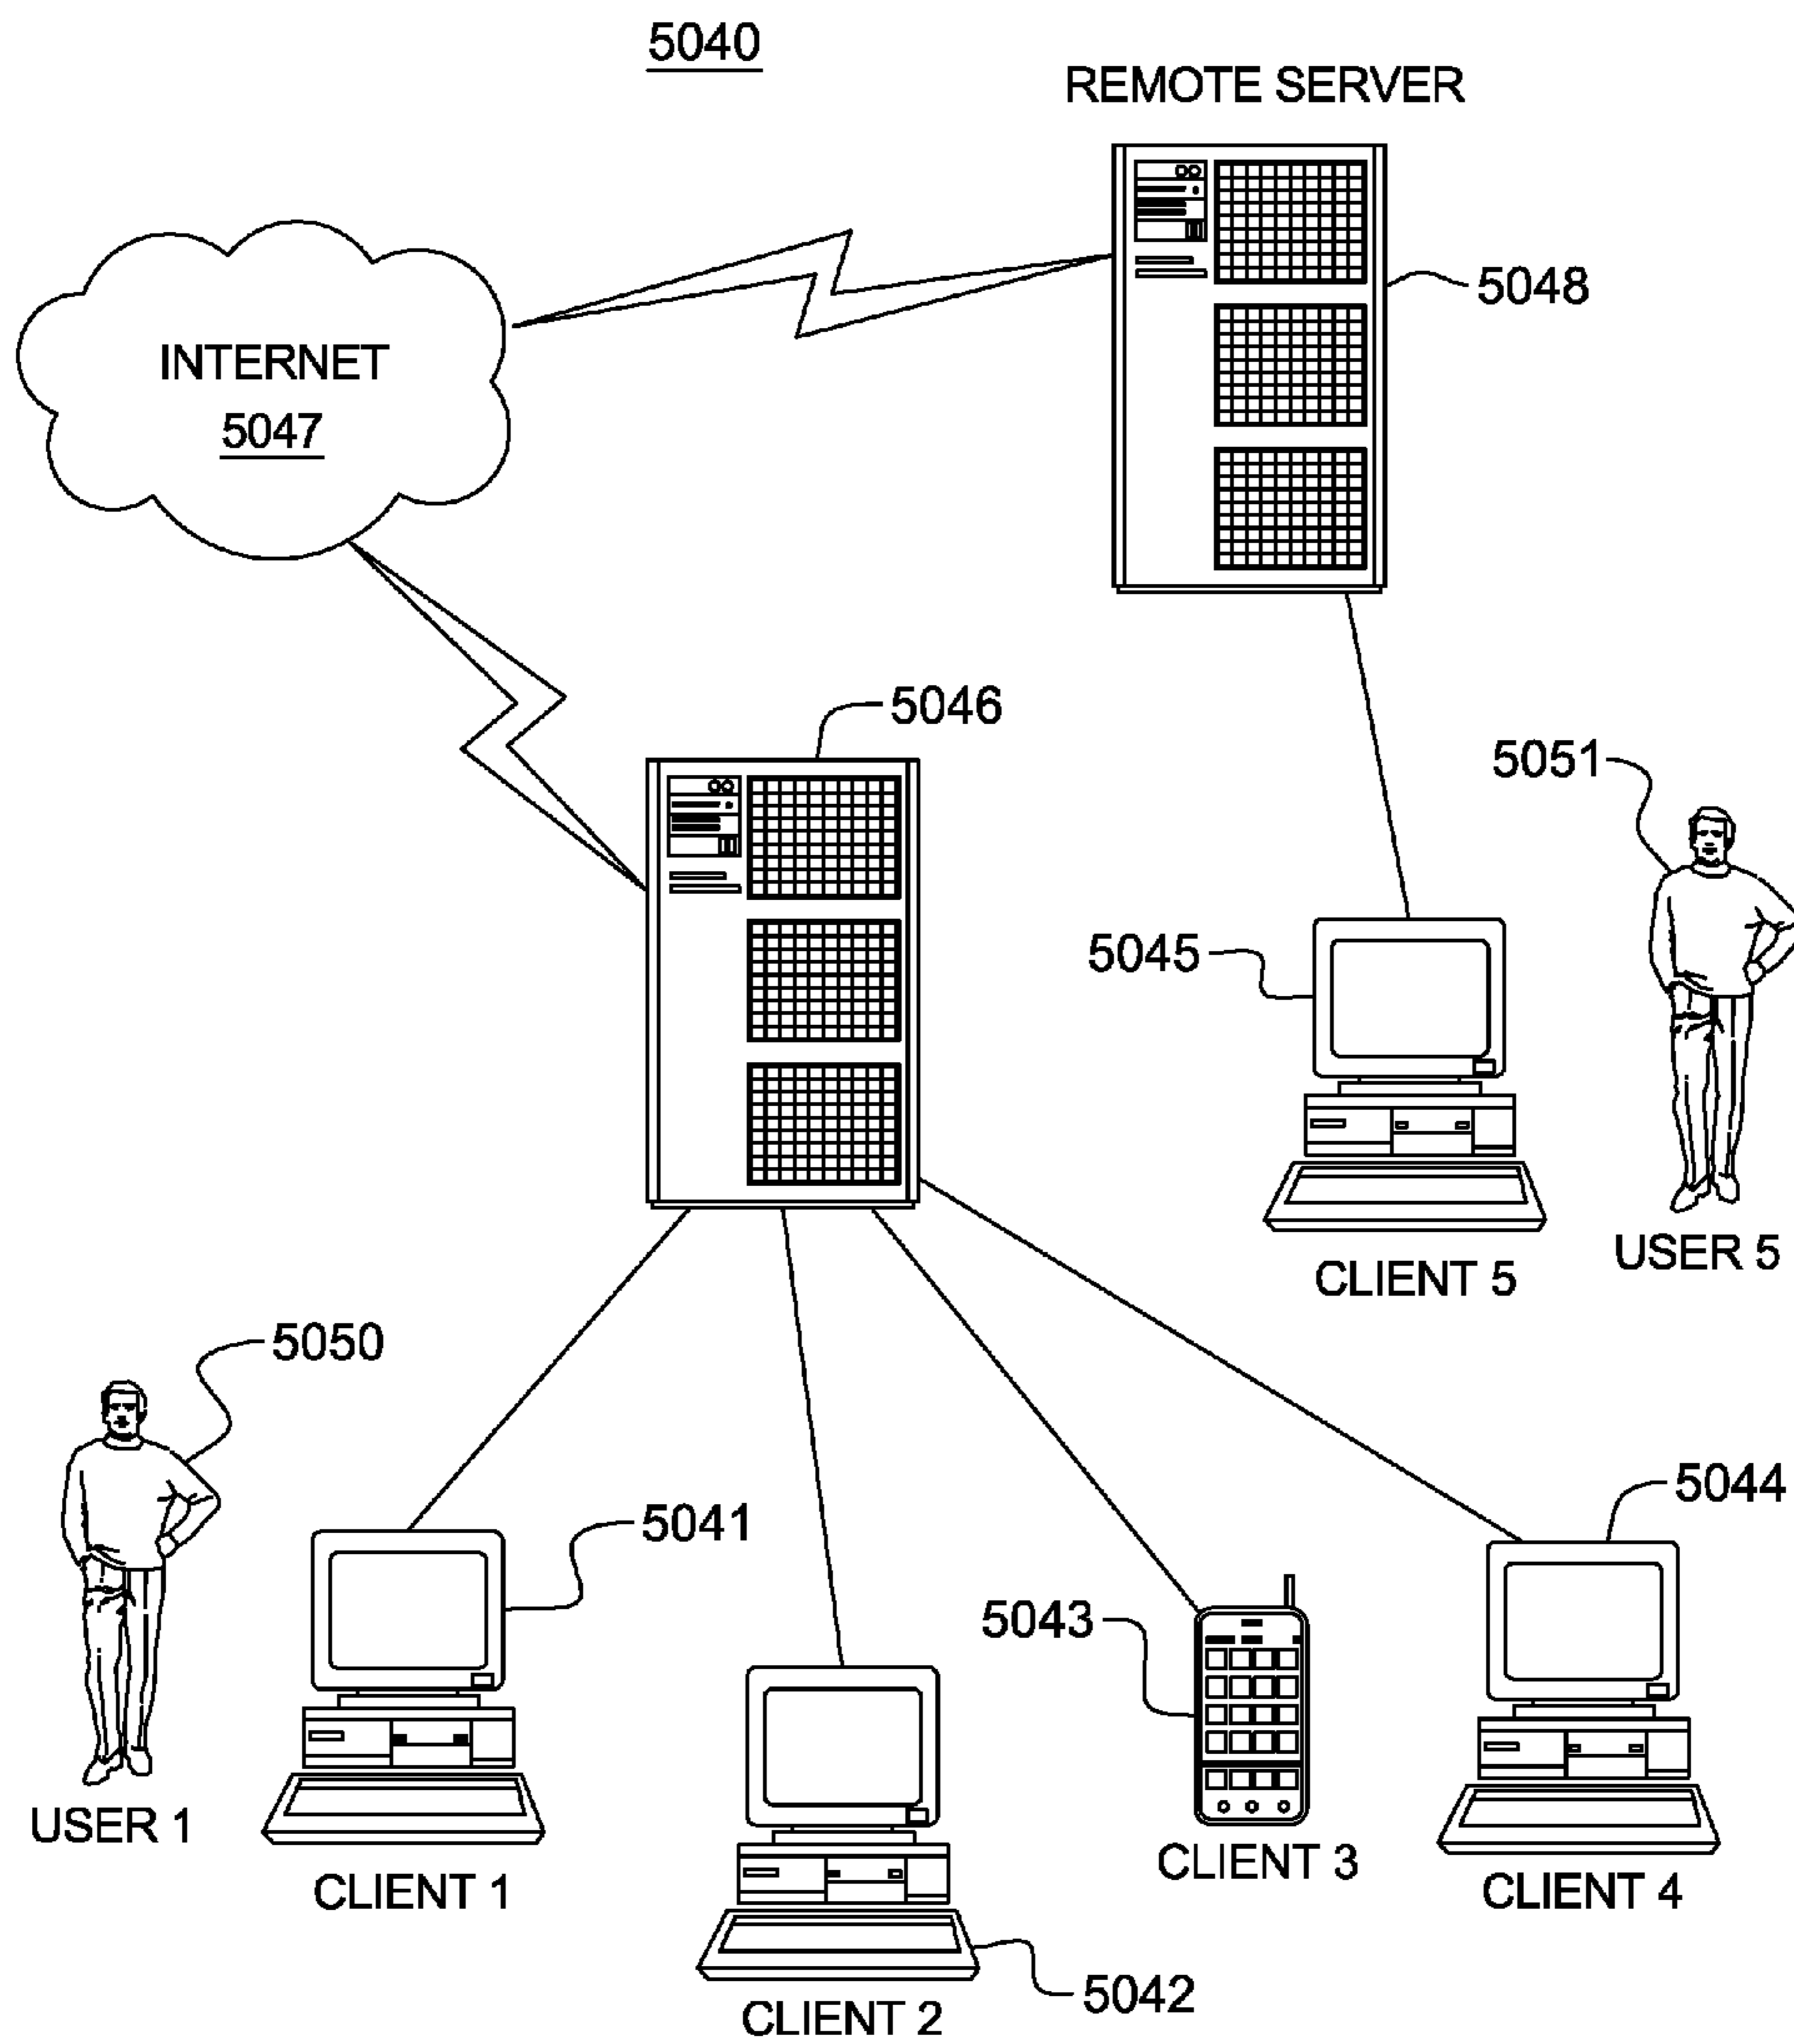 5040
REMOTE SERVER
5048
INTERNET
5047
5046
5051
5045
USER 5
CLIENT 5
5050
5041
5044
5043
USER 1
CLIENT 1
CLIENT 3
CLIENT 4
5042
CLIENT 2